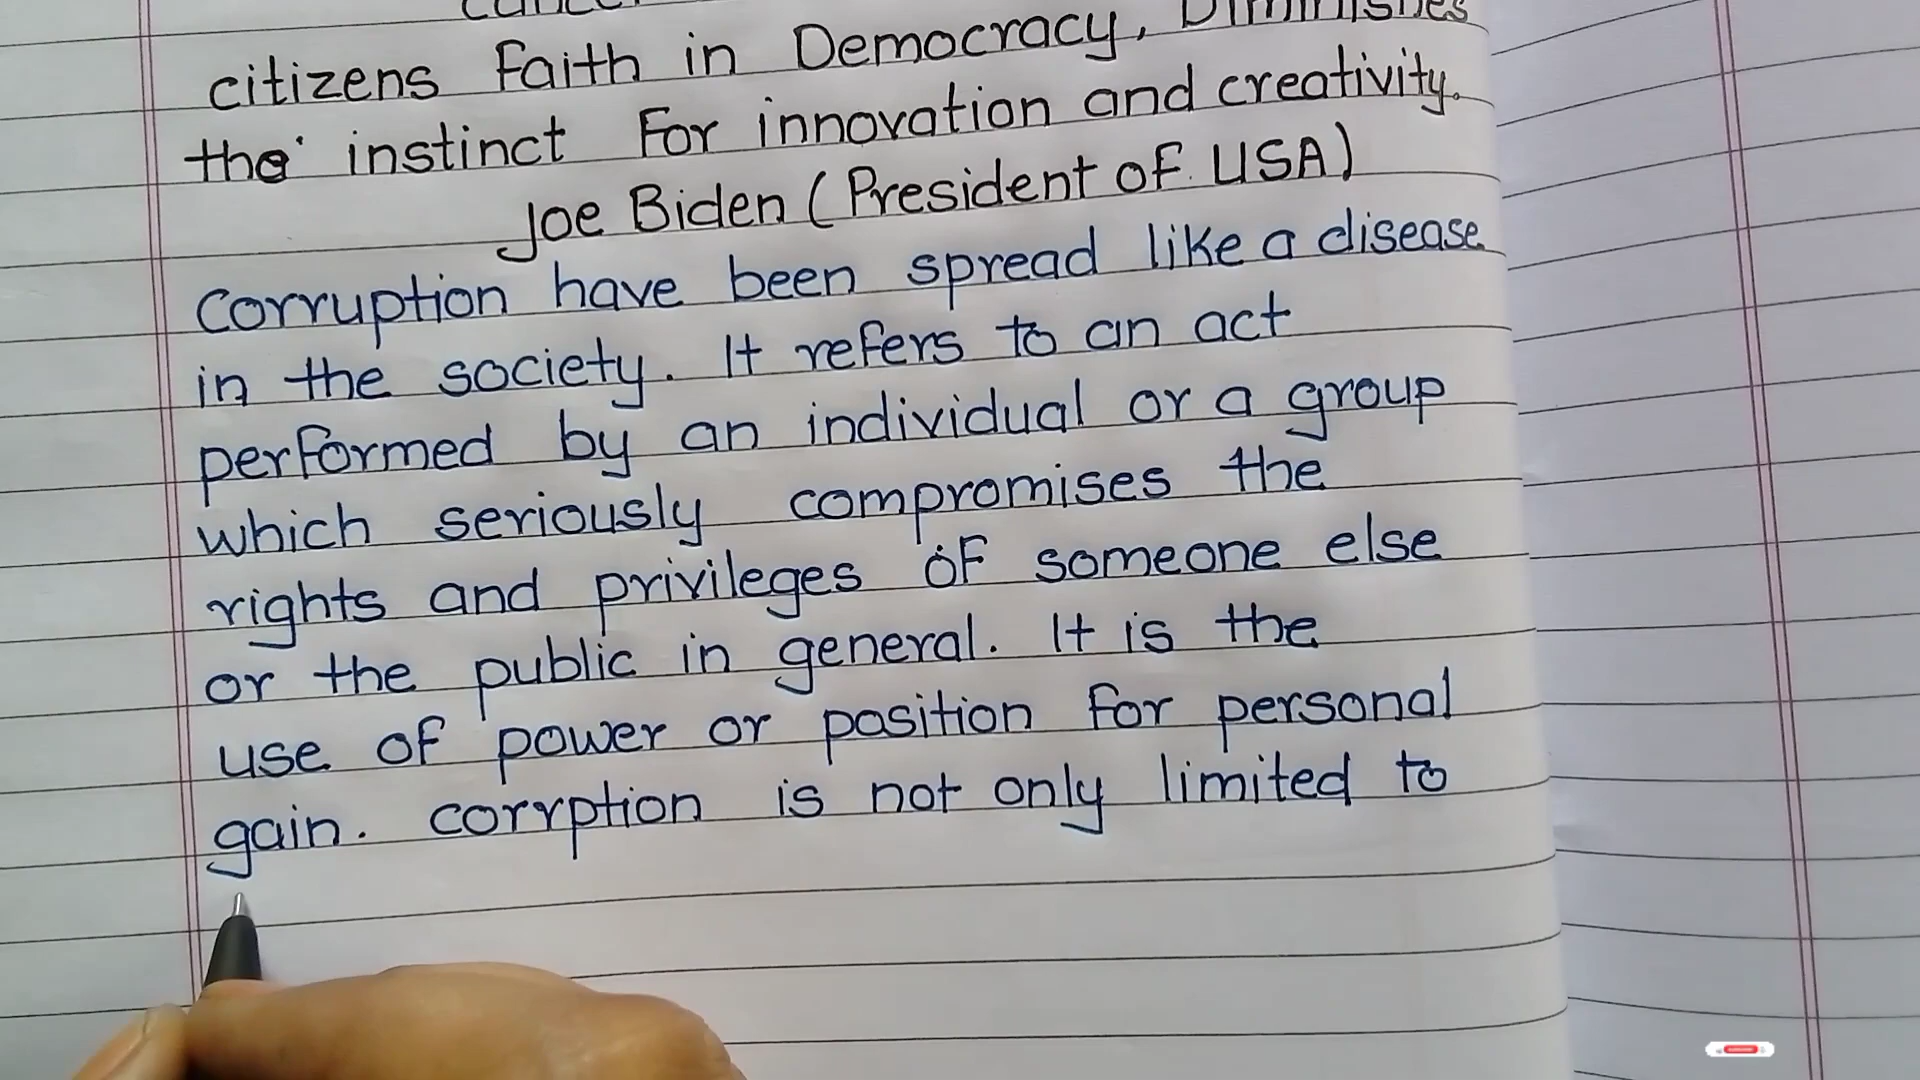 citizens Faith in Democracy, Diminishes
the instinct For innovation and creativity.
Joe Biden (President of USA)
Corruption have been spread like a disease
in the society. It refers to an act
performed by an individual or a group
which seriously compromises the
rights and privileges of someone else
or the public in general. It is the
use of power or position for personal
gain. corrption is not only limited to